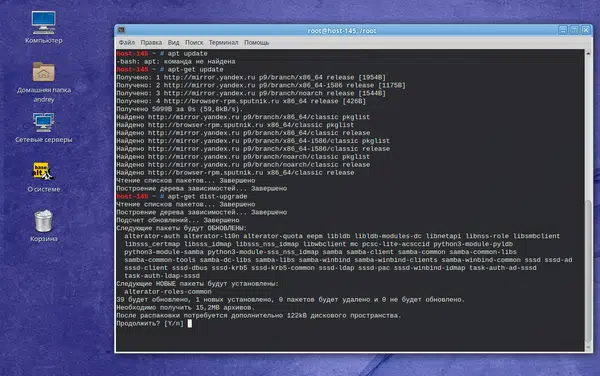 Компьютер
Домашняя папка
andrey
Сетевые серверы
base
alt
О системе
Корзина
root@host-145:/root
Файл Правка Вид Поиск Терминал Помощь
host-145 ~ # apt update
-bash: apt: команда не найдена
host-145 ~ # apt-get update
Получено: 1 http://mirror.yandex.ru p9/branch/x86_64 release [1954B]
Получено: 2 http://mirror.yandex.ru p9/branch/x86_64-i586 release [1175B]
Получено: 3 http://mirror.yandex.ru p9/branch/noarch release [1544B]
Получено: 4 http://browser-rpm.sputnik.ru x86_64 release [426B]
Получено 5099B за 0s (59,8kB/s).
Найдено http://mirror.yandex.ru p9/branch/x86_64/classic pkglist
Найдено http://browser-rpm.sputnik.ru x86_64/classic pkglist
Найдено http://mirror.yandex.ru p9/branch/x86_64/classic release
Найдено http://mirror.yandex.ru p9/branch/x86_64-i586/classic pkglist
Найдено http://mirror.yandex.ru p9/branch/x86_64-i586/classic release
Найдено http://mirror.yandex.ru p9/branch/noarch/classic pkglist
Найдено http://mirror.yandex.ru p9/branch/noarch/classic release
Найдено http://browser-rpm.sputnik.ru x86_64/classic release
Чтение списков пакетов... Завершено
Построение дерева зависимостей... Завершено
host-145 ~ # apt-get dist-upgrade
Чтение списков пакетов... Завершено
Построение дерева зависимостей... Завершено
Подсчет обновлений... Завершено
Следующие пакеты будут ОБНОВЛЕНЫ:
alterator-auth alterator-l10n alterator-quota eepm libldb libldb-modules-dc libnetapi libnss-role libsmbclient
libsss_certmap libsss_idmap libsss_nss_idmap libwbclient mc pcsc-lite-acsccid python3-module-pyldb
python3-module-samba python3-module-sss_nss_idmap samba samba-client samba-common samba-common-libs
samba-common-tools samba-dc-libs samba-libs samba-winbind samba-winbind-clients samba-winbind-common sssd sssd-ad
sssd-client sssd-dbus sssd-krb5 sssd-krb5-common sssd-ldap sssd-pac sssd-winbind-idmap task-auth-ad-sssd
task-auth-ldap-sssd
Следующие НОВЫЕ пакеты будут установлены:
alterator-roles-common
39 будет обновлено, 1 новых установлено, 0 пакетов будет удалено и 0 не будет обновлено.
Необходимо получить 15,2MB архивов.
После распаковки потребуется дополнительно 122kB дискового пространства.
Продолжить? [Y/n]